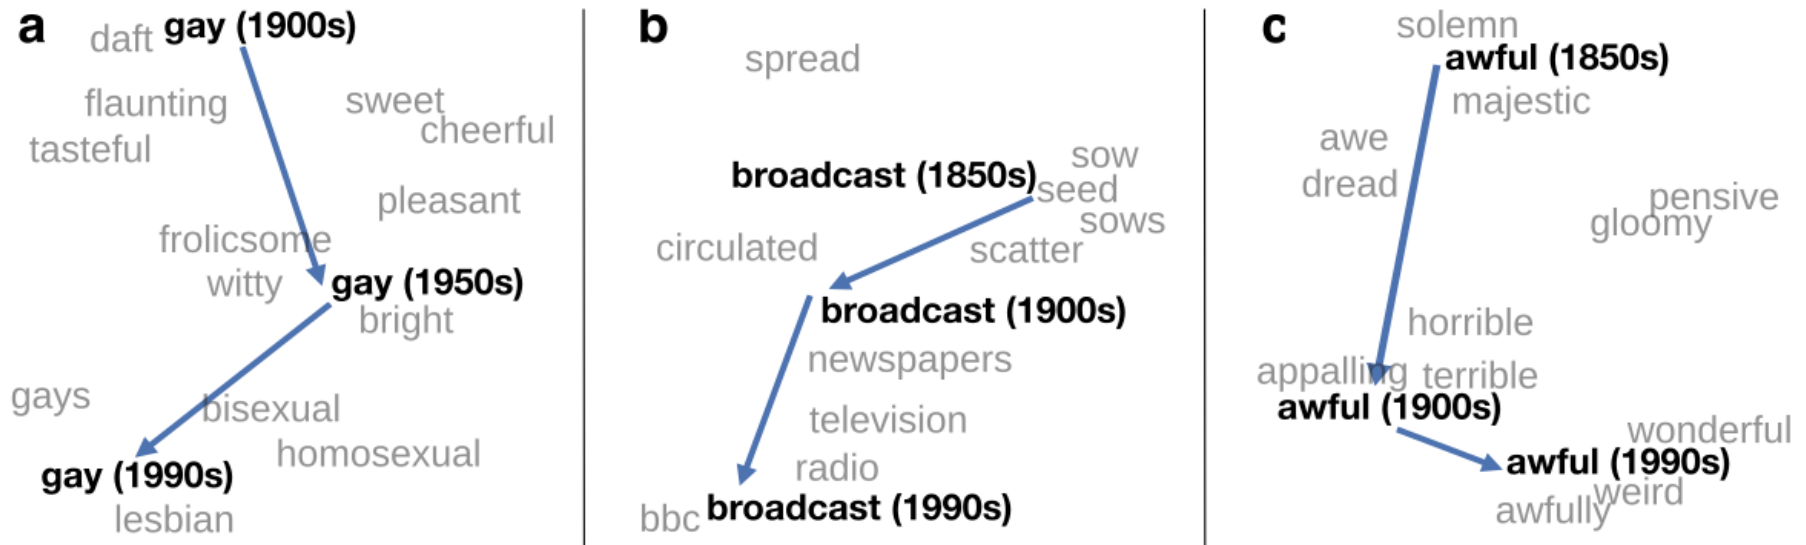 a
daft gay (1900s)
flaunting
sweet
cheerful
tasteful
pleasant
frolicsome
witty
gay (1950s)
bright
gays
bisexual
homosexual
gay (1990s)
lesbian
b
spread
broadcast (1850s)
sow
seed
sows
circulated
scatter
broadcast (1900s)
newspapers
television
radio
bbc
broadcast (1990s)
c
solemn
awful (1850s)
majestic
awe
dread
pensive
gloomy
horrible
appalling
terrible
awful (1900s)
wonderful
awful (1990s)
weird
awfully